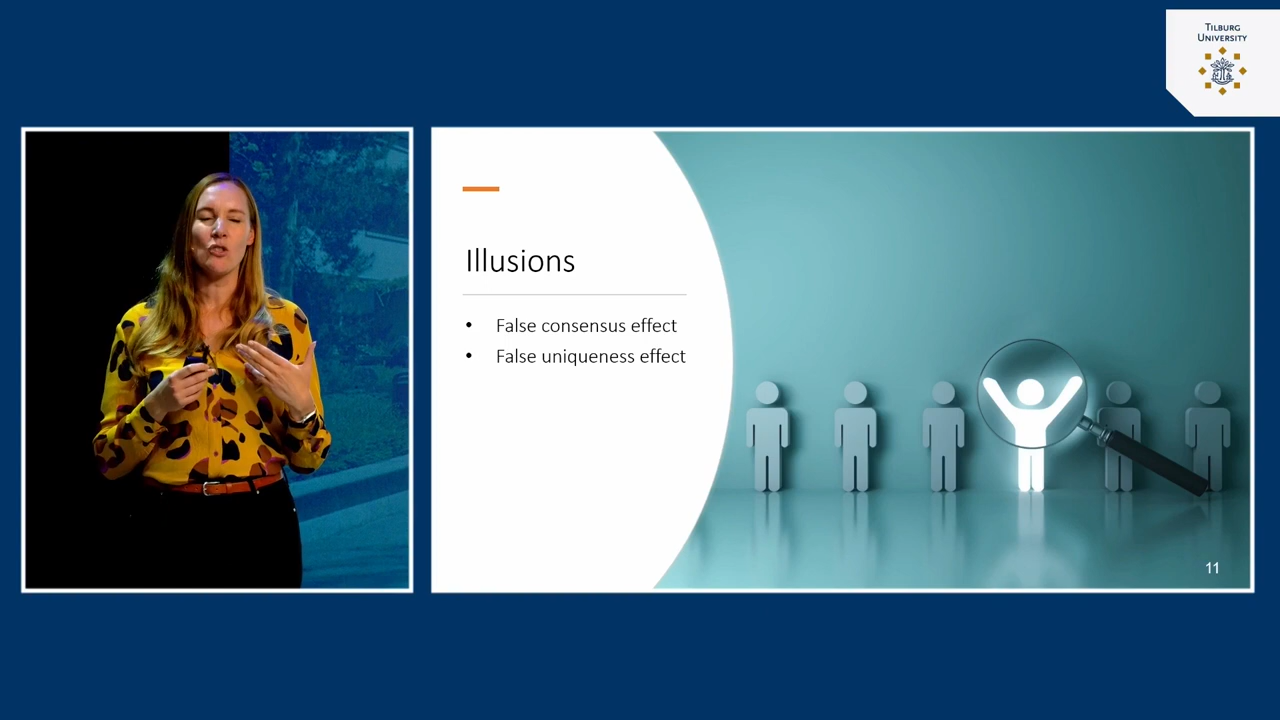 TILBURG
UNIVERSITY
Illusions
• False consensus effect
• False uniqueness effect
11